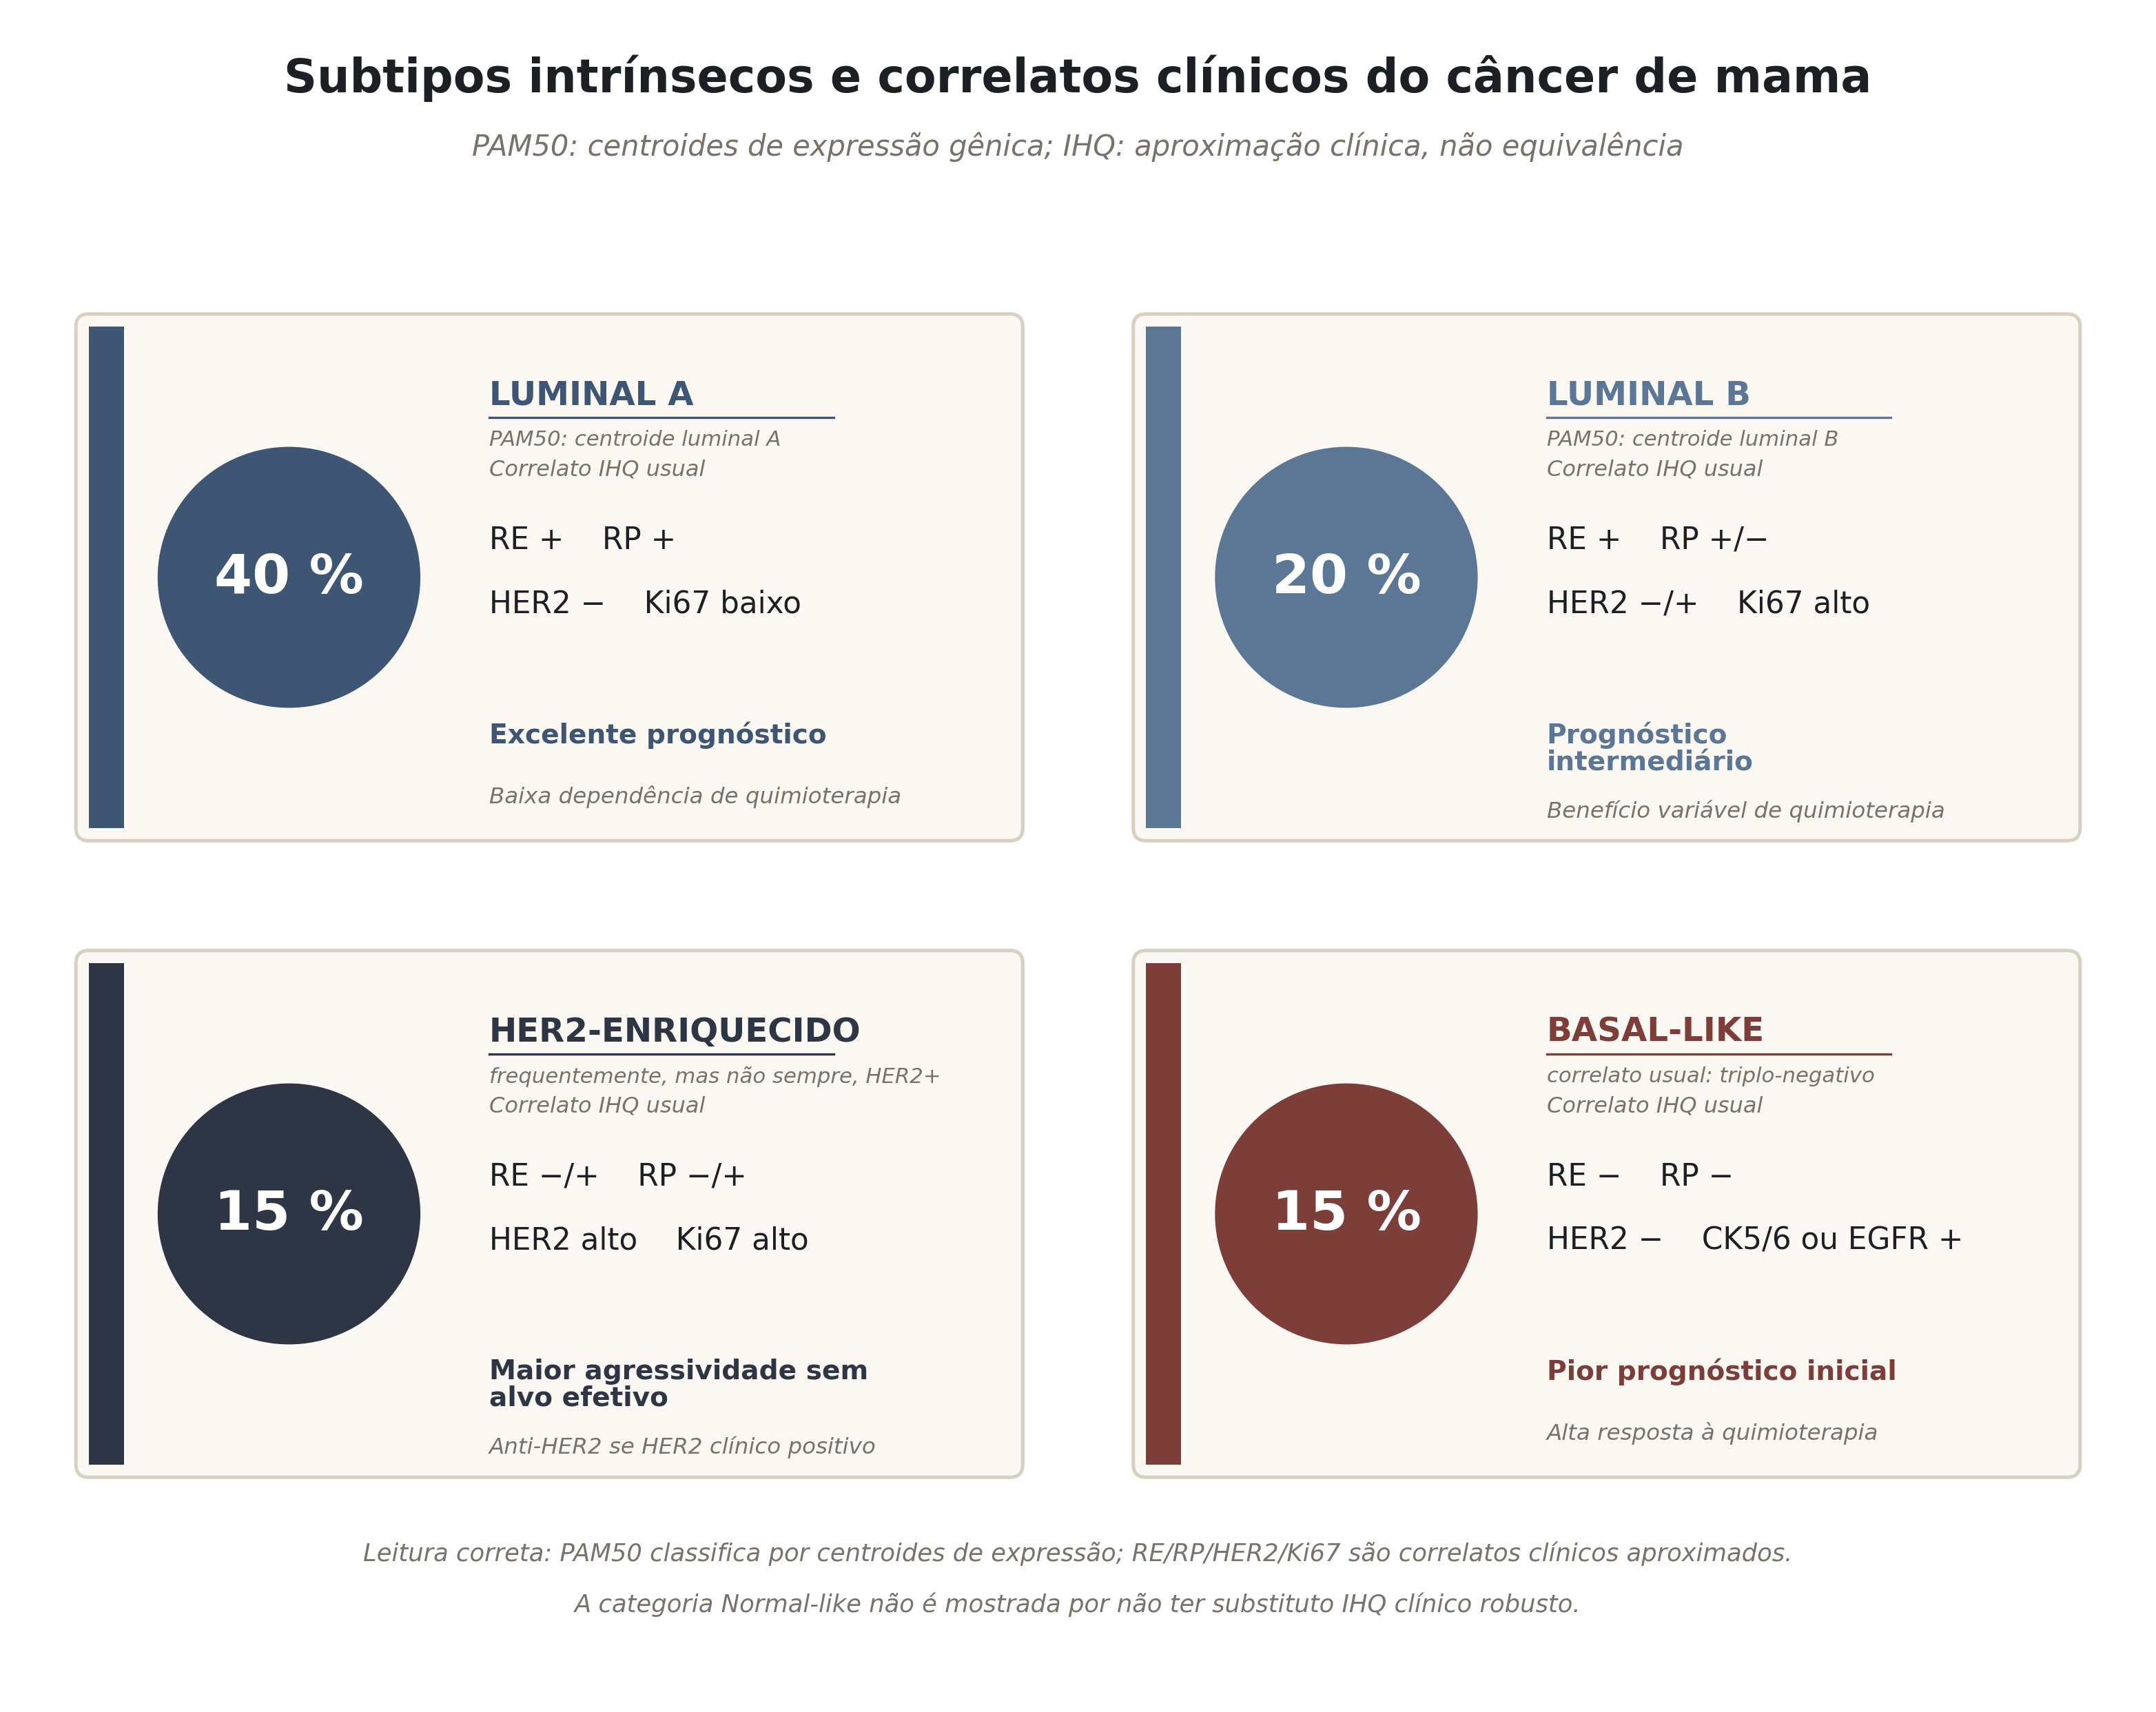 Subtipos intrínsecos e correlatos clínicos do câncer de mama
PAM50: centroides de expressão gênica; IHQ: aproximação clínica, não equivalência
LUMINAL A
PAM50: centroide luminal A
Correlato IHQ usual
40 %
RE + RP +
HER2 − Ki67 baixo
Excelente prognóstico
Baixa dependência de quimioterapia
LUMINAL B
PAM50: centroide luminal B
Correlato IHQ usual
20 %
RE + RP +/−
HER2 −/+ Ki67 alto
Prognóstico
intermediário
Benefício variável de quimioterapia
HER2-ENRIQUECIDO
frequentemente, mas não sempre, HER2+
Correlato IHQ usual
15 %
RE −/+ RP −/+
HER2 alto Ki67 alto
Maior agressividade sem
alvo efetivo
Anti-HER2 se HER2 clínico positivo
BASAL-LIKE
correlato usual: triplo-negativo
Correlato IHQ usual
15 %
RE − RP −
HER2 − CK5/6 ou EGFR +
Pior prognóstico inicial
Alta resposta à quimioterapia
Leitura correta: PAM50 classifica por centroides de expressão; RE/RP/HER2/Ki67 são correlatos clínicos aproximados.
A categoria Normal-like não é mostrada por não ter substituto IHQ clínico robusto.